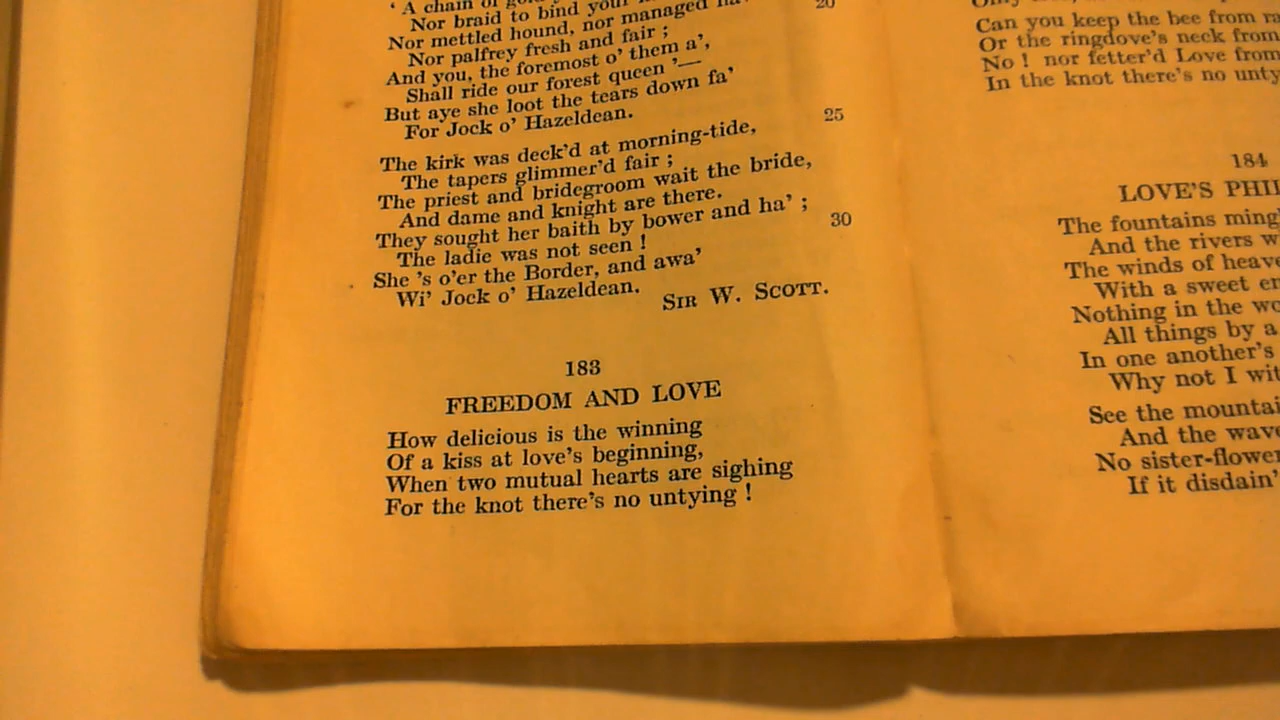 ' A chain of gold
Nor braid to bind your
Nor mettled hound, nor managed 20
Nor palfrey fresh and fair ;
And you, the foremost o' them a',
Shall ride our forest queen '—
But aye she loot the tears down fa'
For Jock o' Hazeldean. 25
The kirk was deck'd at morning-tide,
The tapers glimmer'd fair ;
The priest and bridegroom wait the bride,
And dame and knight are there.
They sought her baith by bower and ha' ; 30
The ladie was not seen !
She 's o'er the Border, and awa'
Wi' Jock o' Hazeldean.
SIR W. SCOTT.
183
FREEDOM AND LOVE
How delicious is the winning
Of a kiss at love's beginning,
When two mutual hearts are sighing
For the knot there's no untying !
Can you keep the bee from
Or the ringdove's neck from
No ! nor fetter'd Love from
In the knot there's no unty
184
LOVE'S PHI
The fountains ming
And the rivers w
The winds of heave
With a sweet e
Nothing in the wo
All things by a
In one another's
Why not I wit
See the mountai
And the wave
No sister-flower
If it disdain'